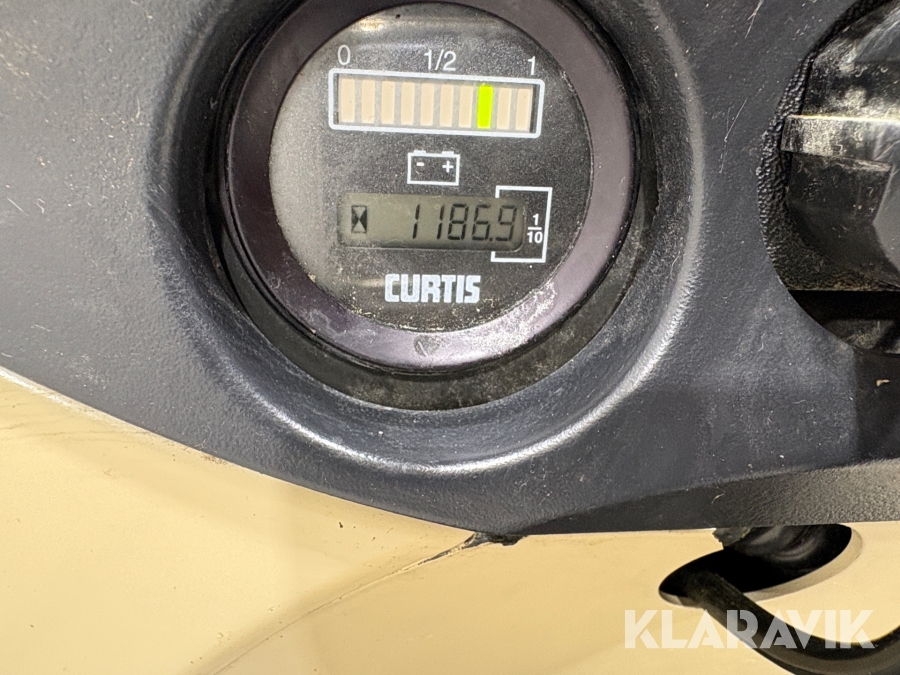 0 1/2 1
- +
1186.9 1/10
CURTIS
KLARAVIK